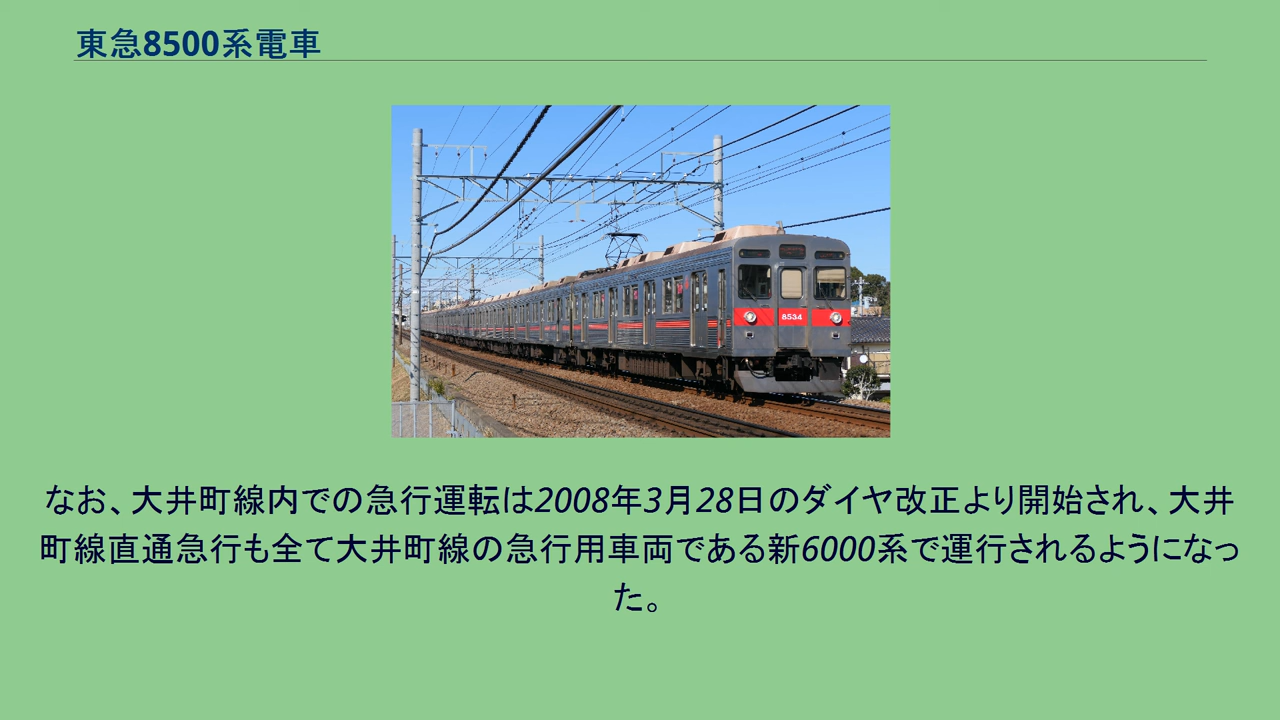 東急8500系電車
8534
なお、大井町線内での急行運転は2008年3月28日のダイヤ改正より開始され、大井
町線直通急行も全て大井町線の急行用車両である新6000系で運行されるようになっ
た。